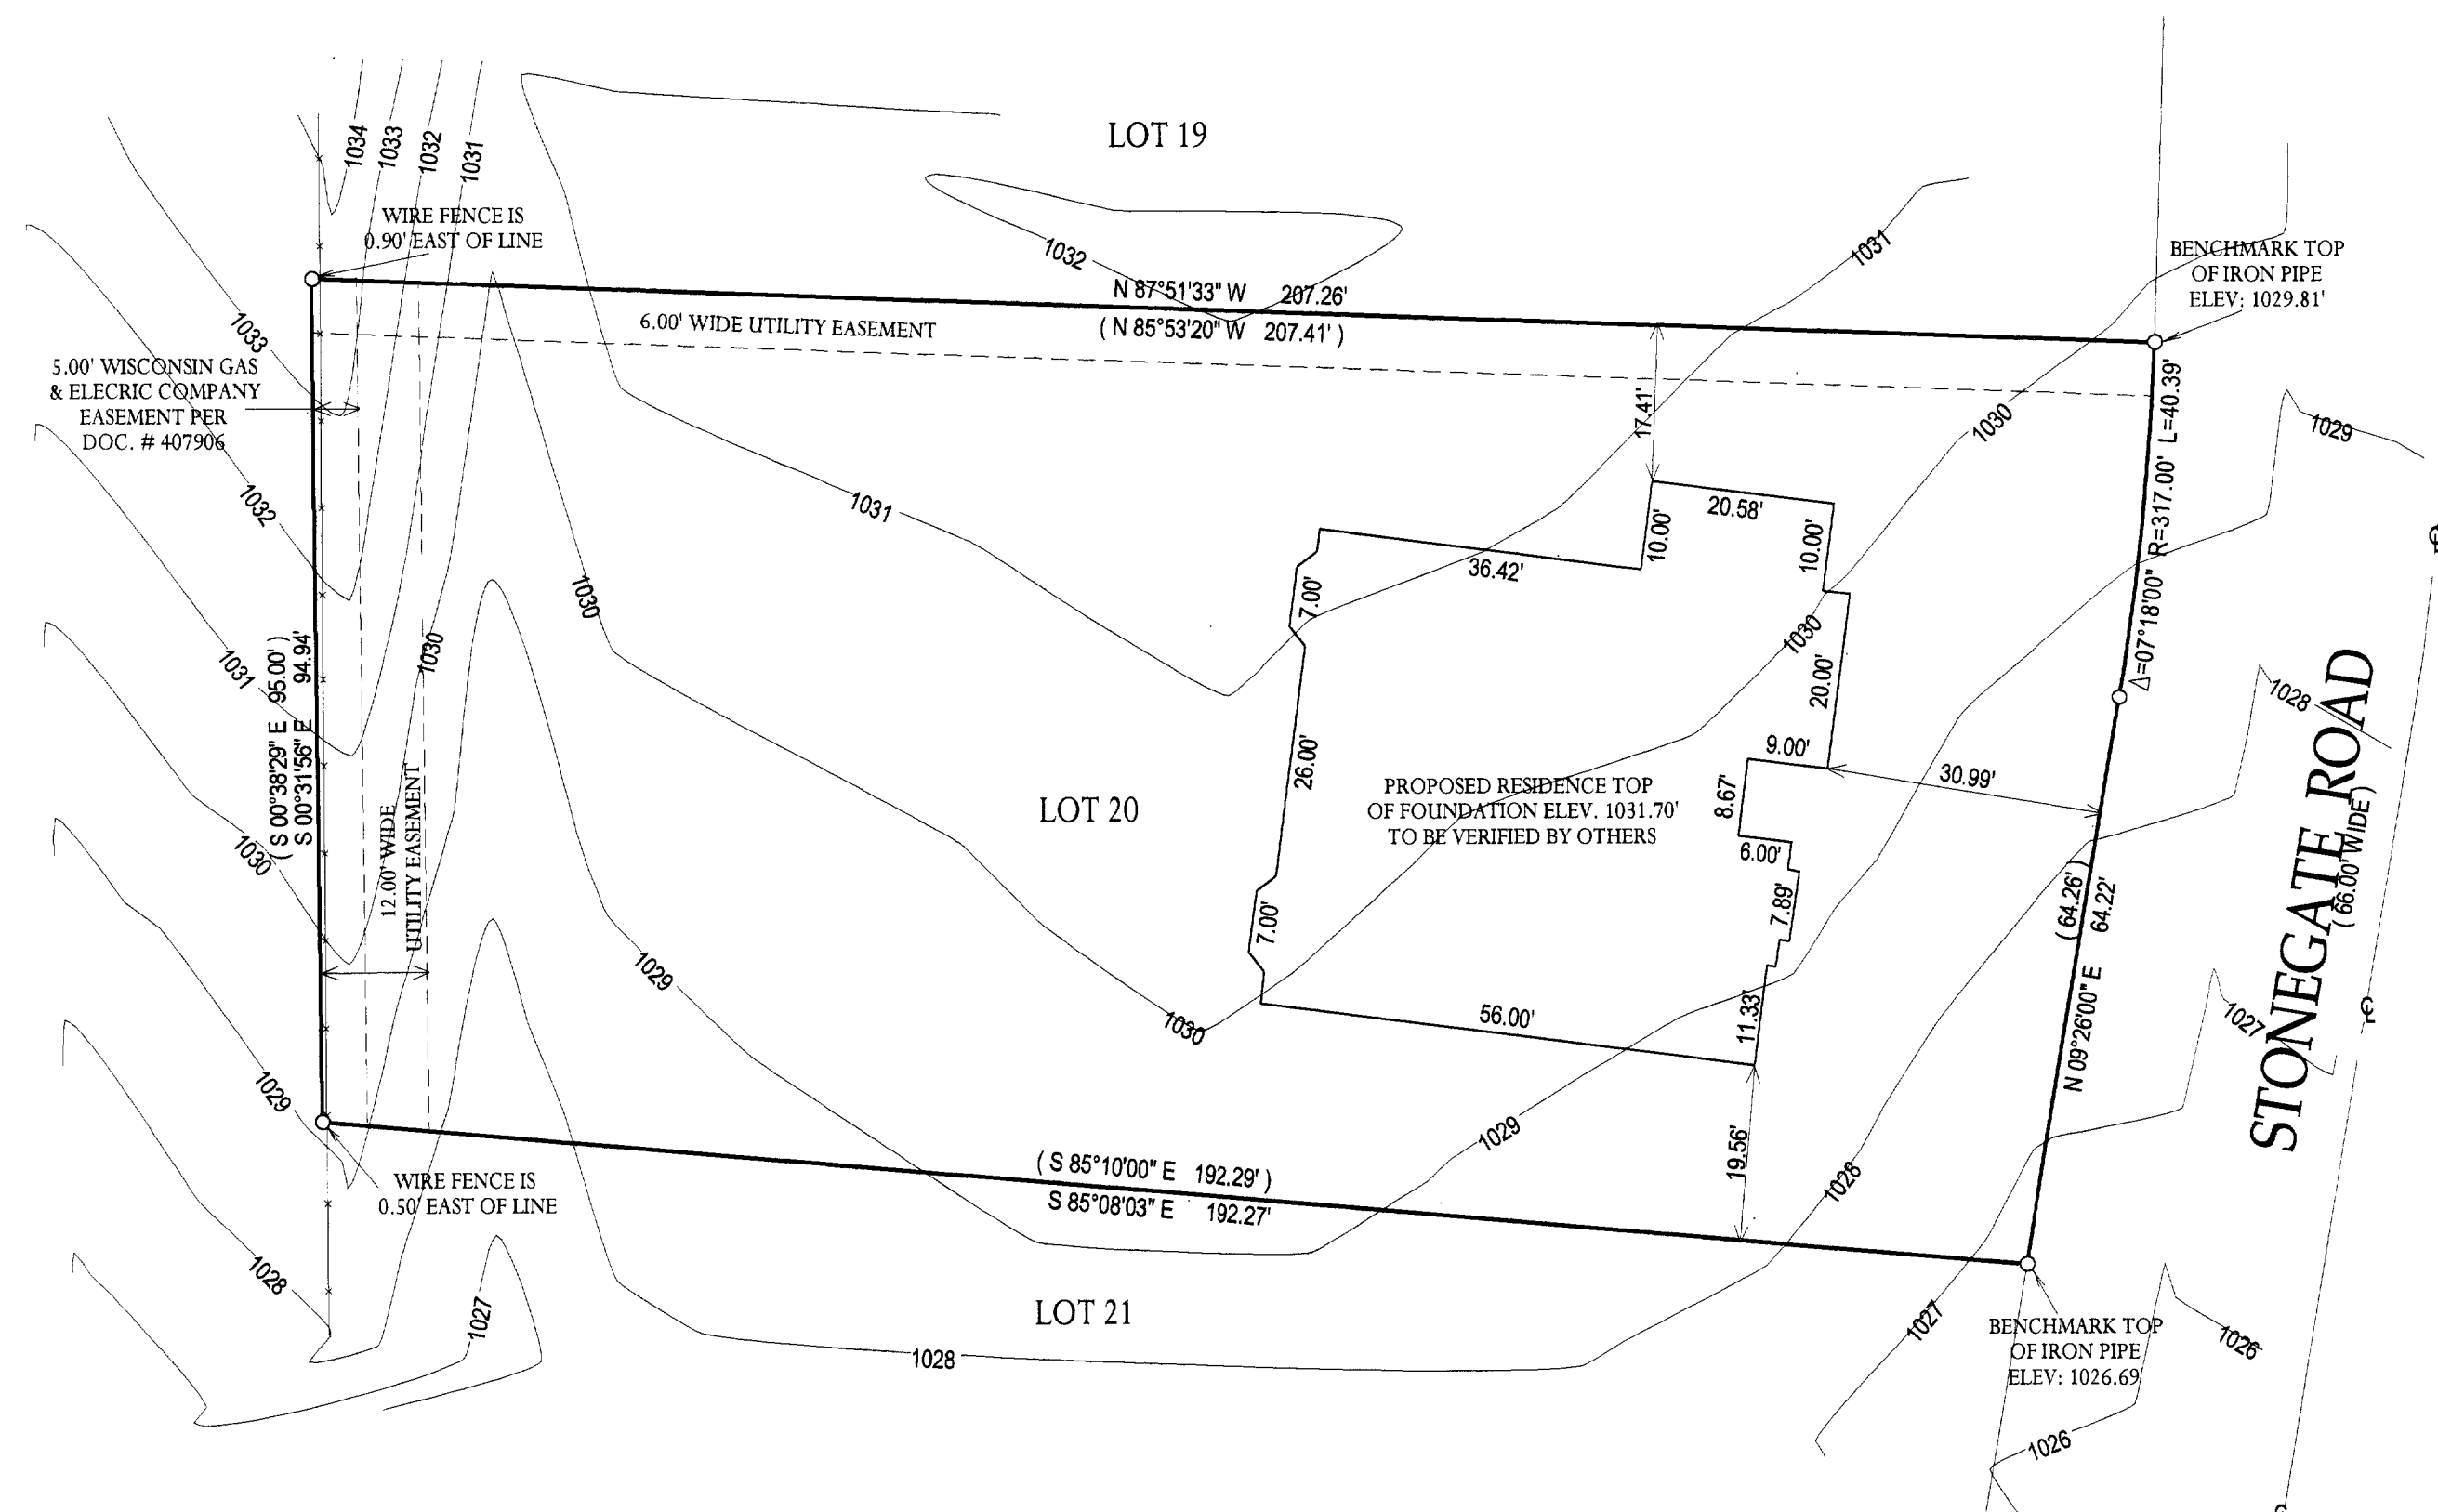 LOT 19
1034
1033
1032
1031
WIRE FENCE IS
0.90' EAST OF LINE
1032
1031
BENCHMARK TOP
OF IRON PIPE
ELEV: 1029.81'
N 87°51'33" W 207.26'
( N 85°53'20" W 207.41' )
6.00' WIDE UTILITY EASEMENT
1033
5.00' WISCONSIN GAS
& ELECRIC COMPANY
EASEMENT PER
DOC. # 407906
17.41'
1030
1029
Δ=07°18'00" R=317.00' L=40.39'
1032
1031
20.58'
10.00'
10.00'
36.42'
7.00'
1030
1030
1030
20.00'
( S 00°38'29" E 95.00' )
S 00°31'56" E 94.94'
1031
1028
26.00'
9.00'
30.99'
8.67'
PROPOSED RESIDENCE TOP
OF FOUNDATION ELEV. 1031.70'
TO BE VERIFIED BY OTHERS
LOT 20
6.00'
STONEGATE ROAD
( 66.00' WIDE )
12.00' WIDE
UTILITY EASEMENT
1030
( 64.26' )
N 09°26'00" E 64.22'
7.89'
7.00'
1029
1030
56.00'
11.33'
1027
1029
1029
19.56'
1028
( S 85°10'00" E 192.29' )
S 85°08'03" E 192.27'
WIRE FENCE IS
0.50' EAST OF LINE
1028
1027
LOT 21
1028
1027
BENCHMARK TOP
OF IRON PIPE
ELEV: 1026.69'
1026
1026